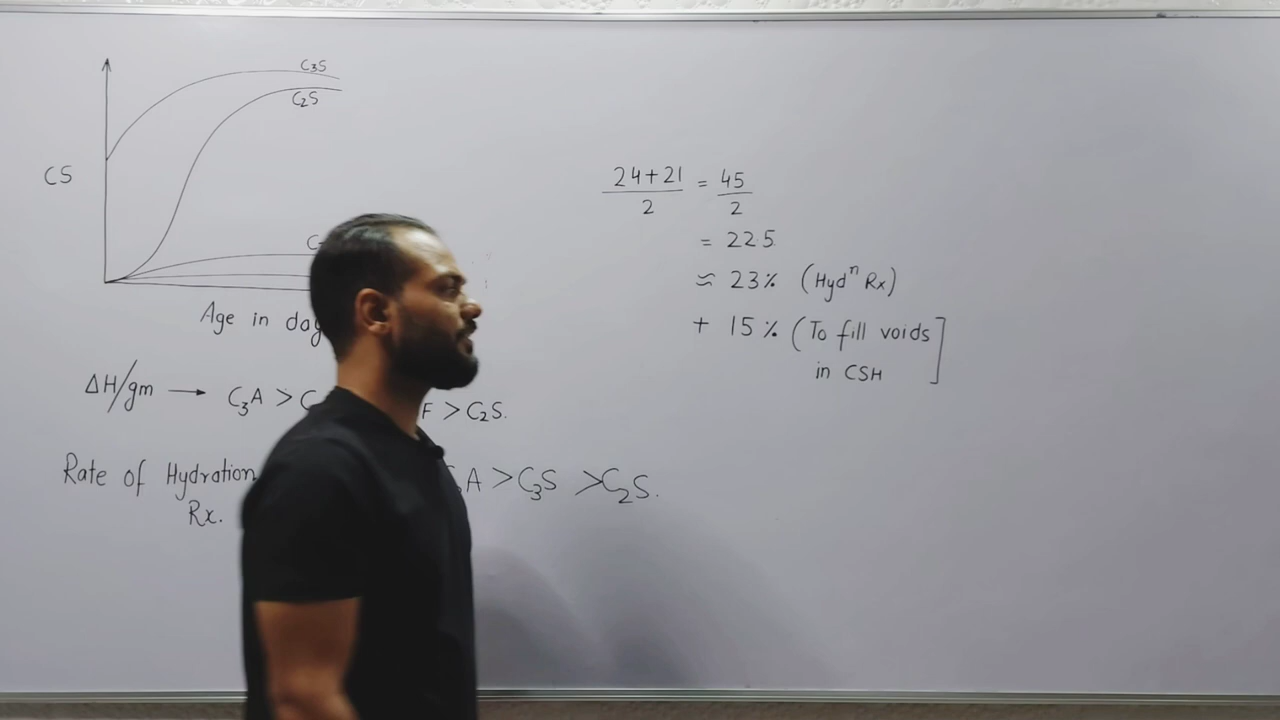 C3S
C2S
CS
Age in
ΔH/gm → C3A > > C2S.
Rate of Hydration > C3S > C2S.
Rx.
24+21 / 2 = 45 / 2
= 22.5
≈ 23% (Hydⁿ Rx)
+ 15% (To fill voids
in CSH]